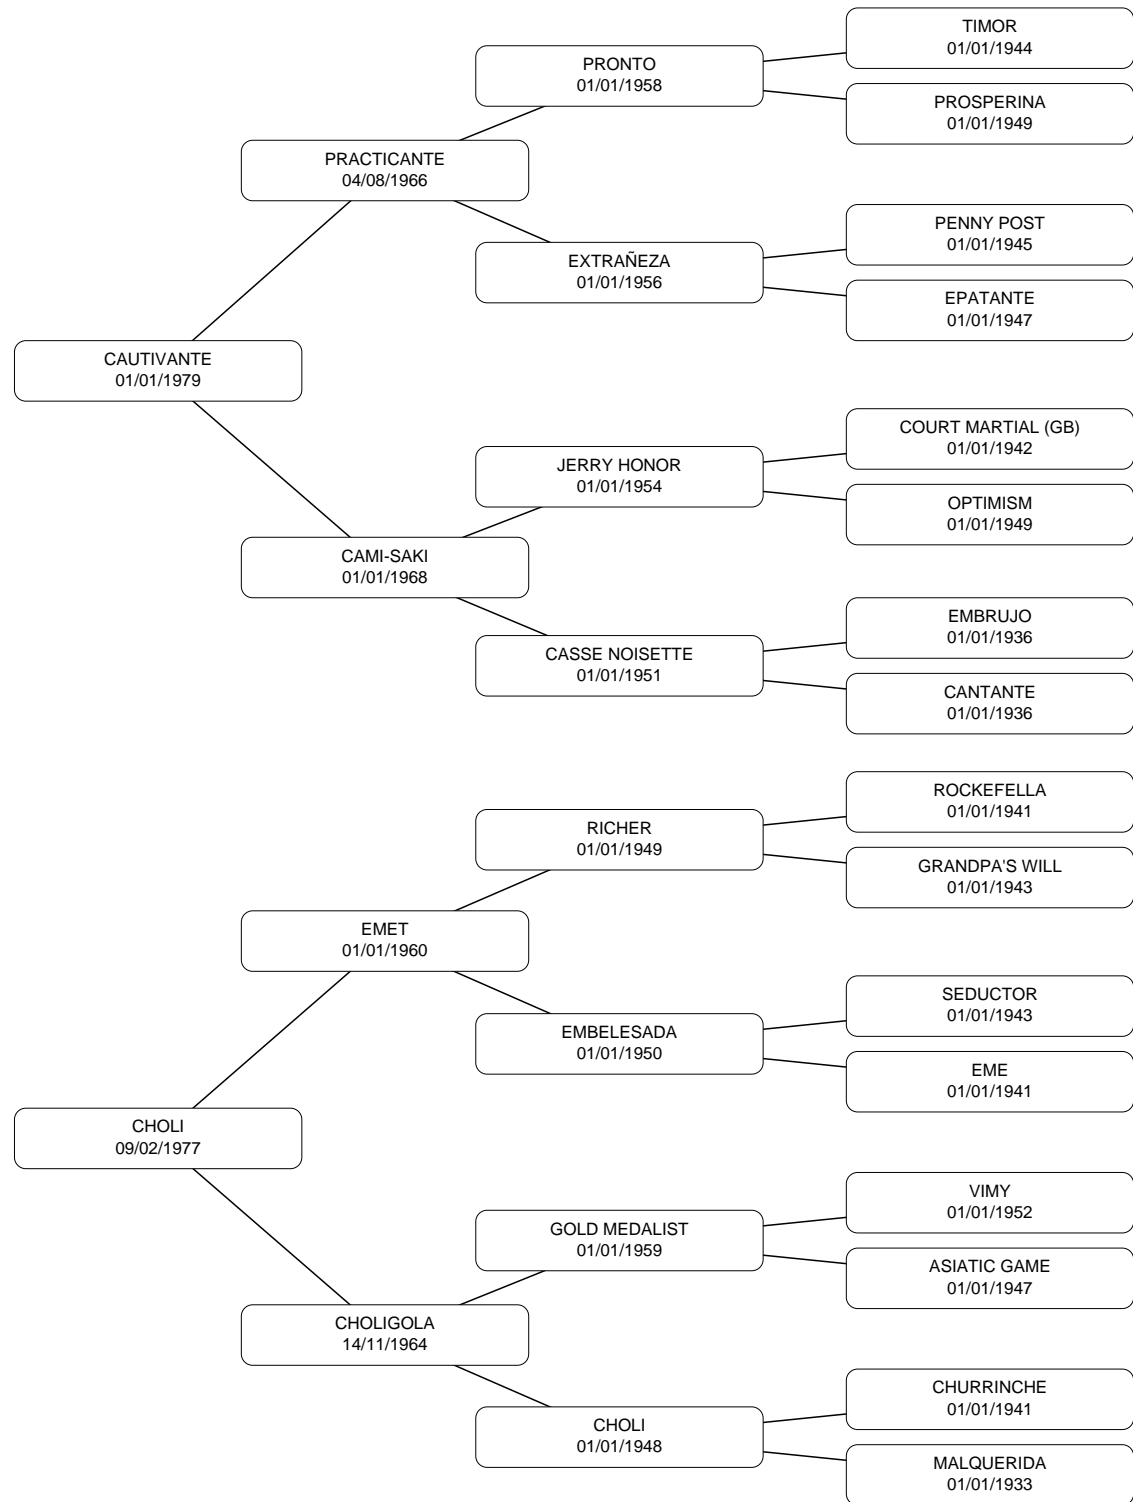 TIMOR
01/01/1944
PRONTO
01/01/1958
PROSPERINA
01/01/1949
PRACTICANTE
04/08/1966
PENNY POST
01/01/1945
EXTRAÑEZA
01/01/1956
EPATANTE
01/01/1947
CAUTIVANTE
01/01/1979
COURT MARTIAL (GB)
01/01/1942
JERRY HONOR
01/01/1954
OPTIMISM
01/01/1949
CAMI-SAKI
01/01/1968
EMBRUJO
01/01/1936
CASSE NOISETTE
01/01/1951
CANTANTE
01/01/1936
ROCKEFELLA
01/01/1941
RICHER
01/01/1949
GRANDPA'S WILL
01/01/1943
EMET
01/01/1960
SEDUCTOR
01/01/1943
EMBELESADA
01/01/1950
EME
01/01/1941
CHOLI
09/02/1977
VIMY
01/01/1952
GOLD MEDALIST
01/01/1959
ASIATIC GAME
01/01/1947
CHOLIGOLA
14/11/1964
CHURRINCHE
01/01/1941
CHOLI
01/01/1948
MALQUERIDA
01/01/1933